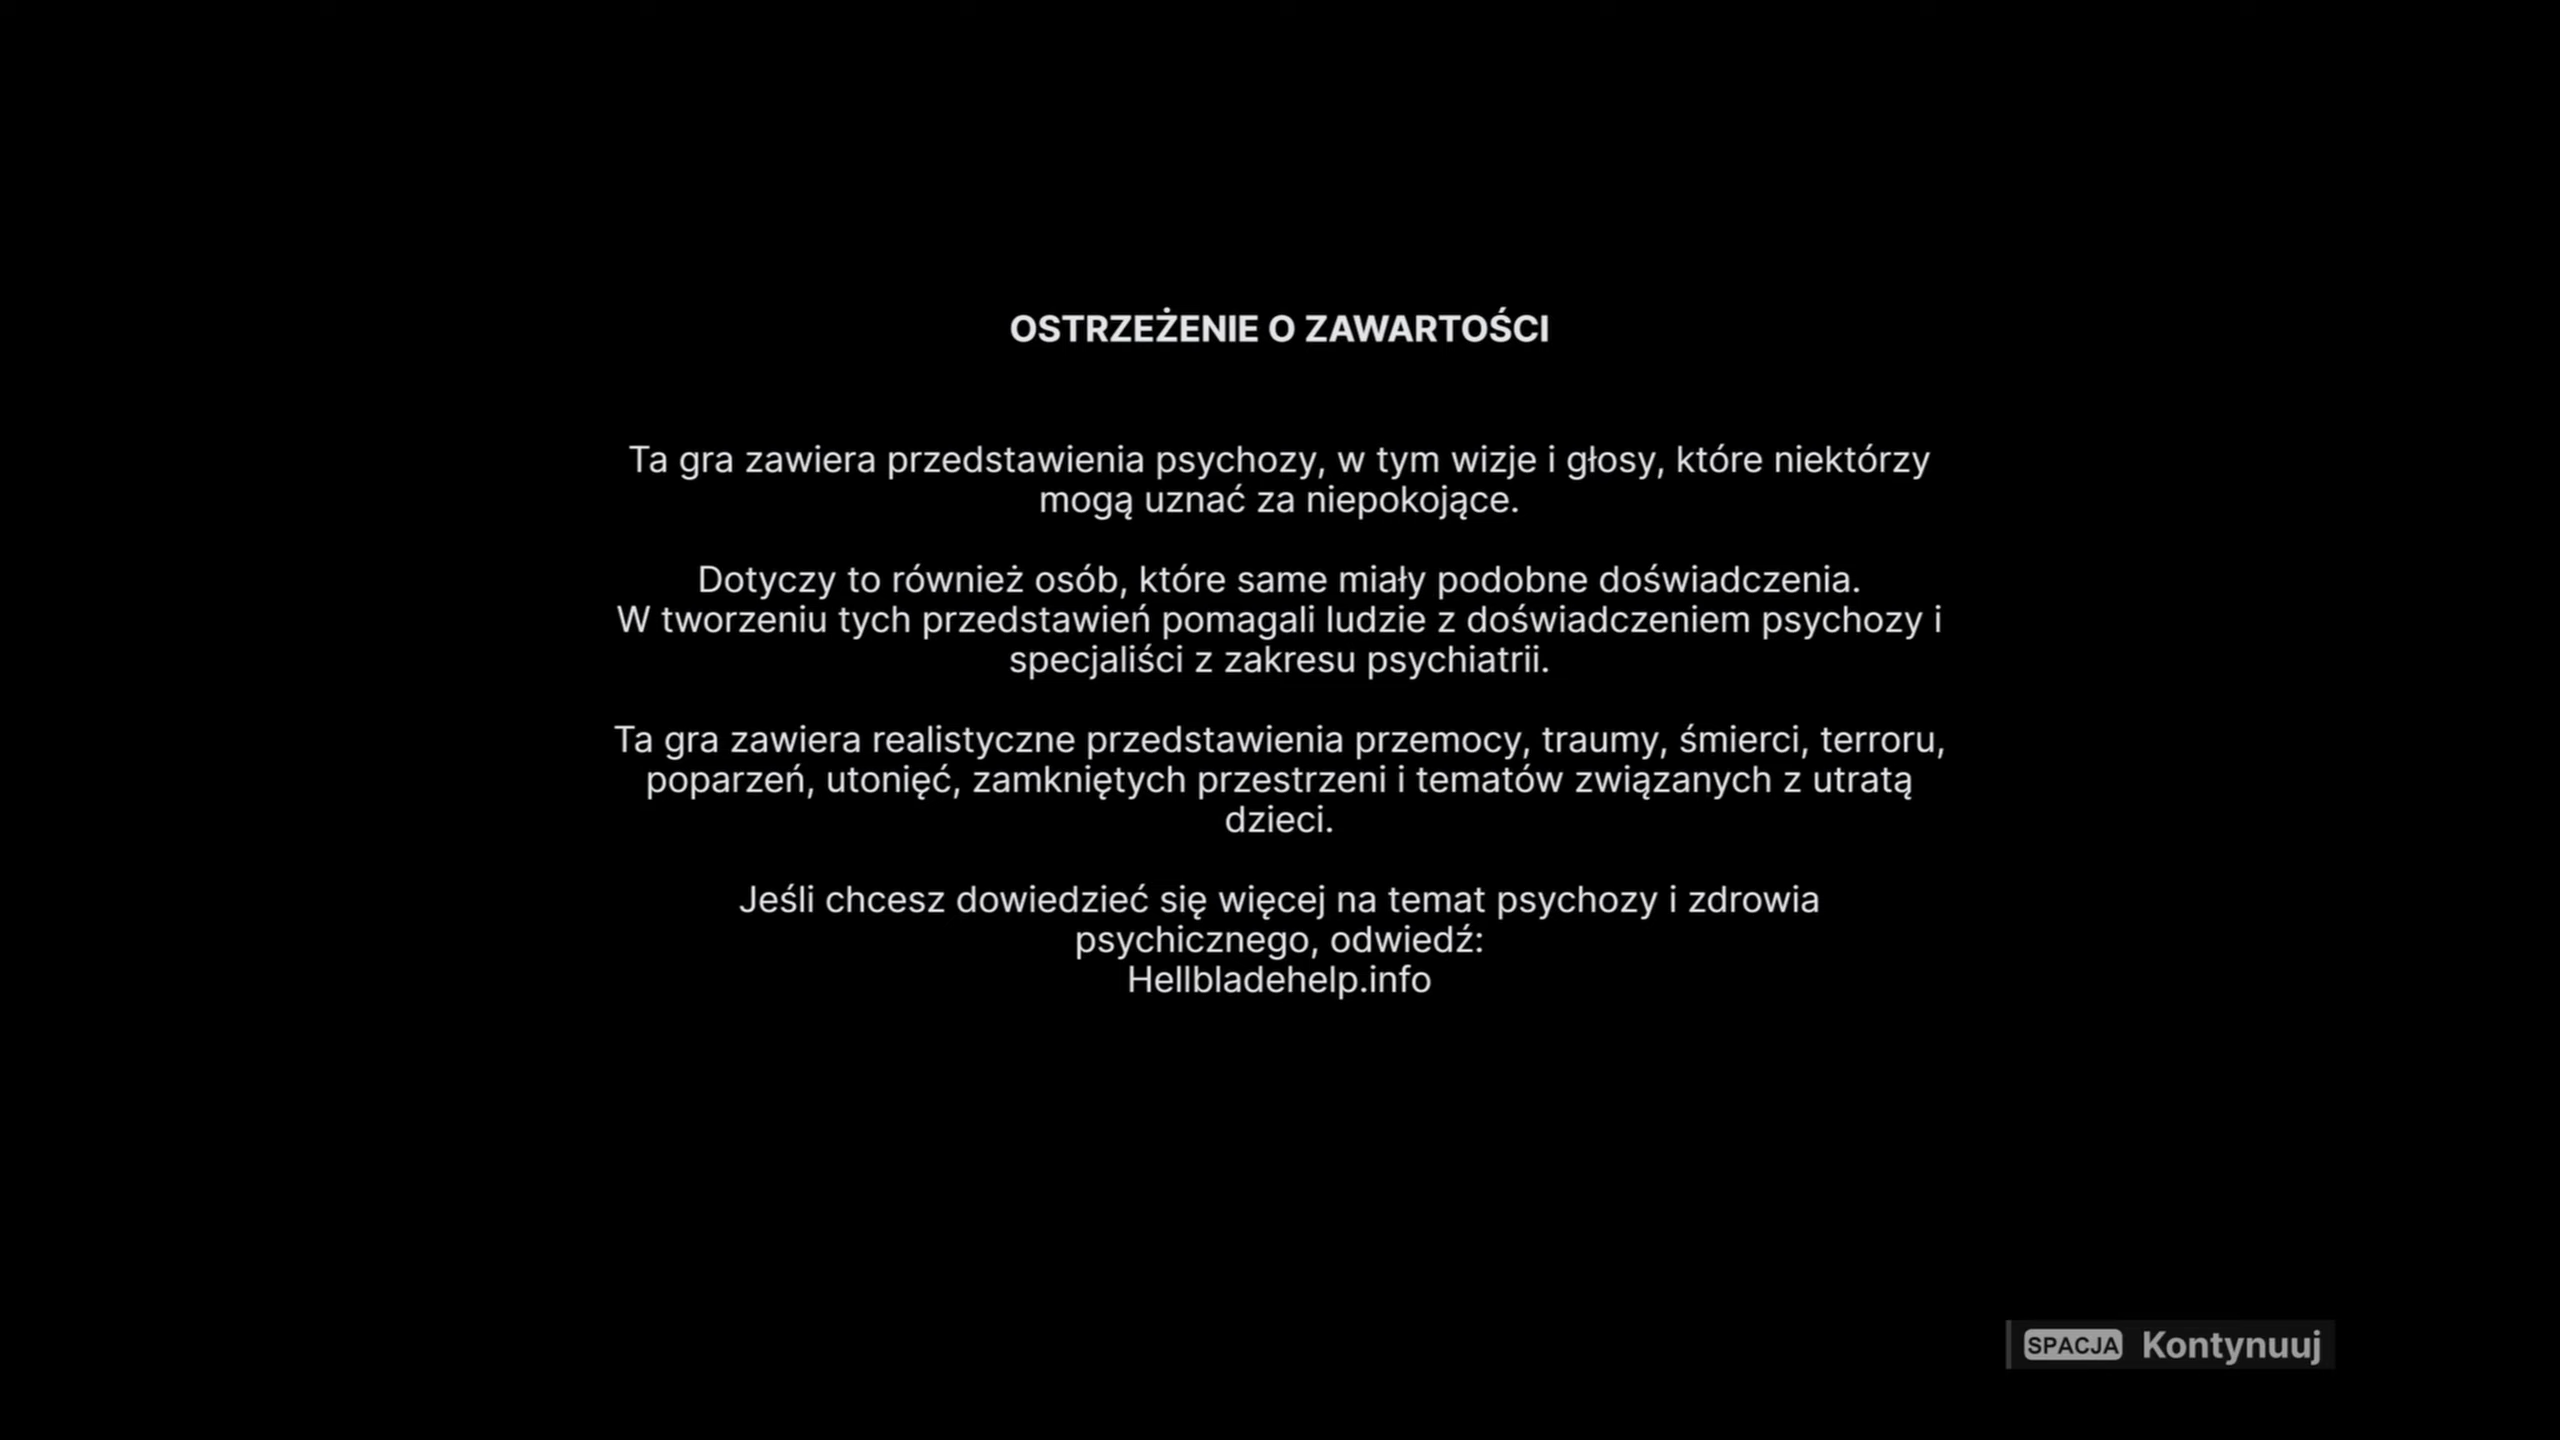 OSTRZEŻENIE O ZAWARTOŚCI
Ta gra zawiera przedstawienia psychozy, w tym wizje i głosy, które niektórzy
mogą uznać za niepokojące.
Dotyczy to również osób, które same miały podobne doświadczenia.
W tworzeniu tych przedstawień pomagali ludzie z doświadczeniem psychozy i
specjaliści z zakresu psychiatrii.
Ta gra zawiera realistyczne przedstawienia przemocy, traumy, śmierci, terroru,
poparzeń, utonięć, zamkniętych przestrzeni i tematów związanych z utratą
dzieci.
Jeśli chcesz dowiedzieć się więcej na temat psychozy i zdrowia
psychicznego, odwiedź:
Hellbladehelp.info
SPACJA Kontynuuj